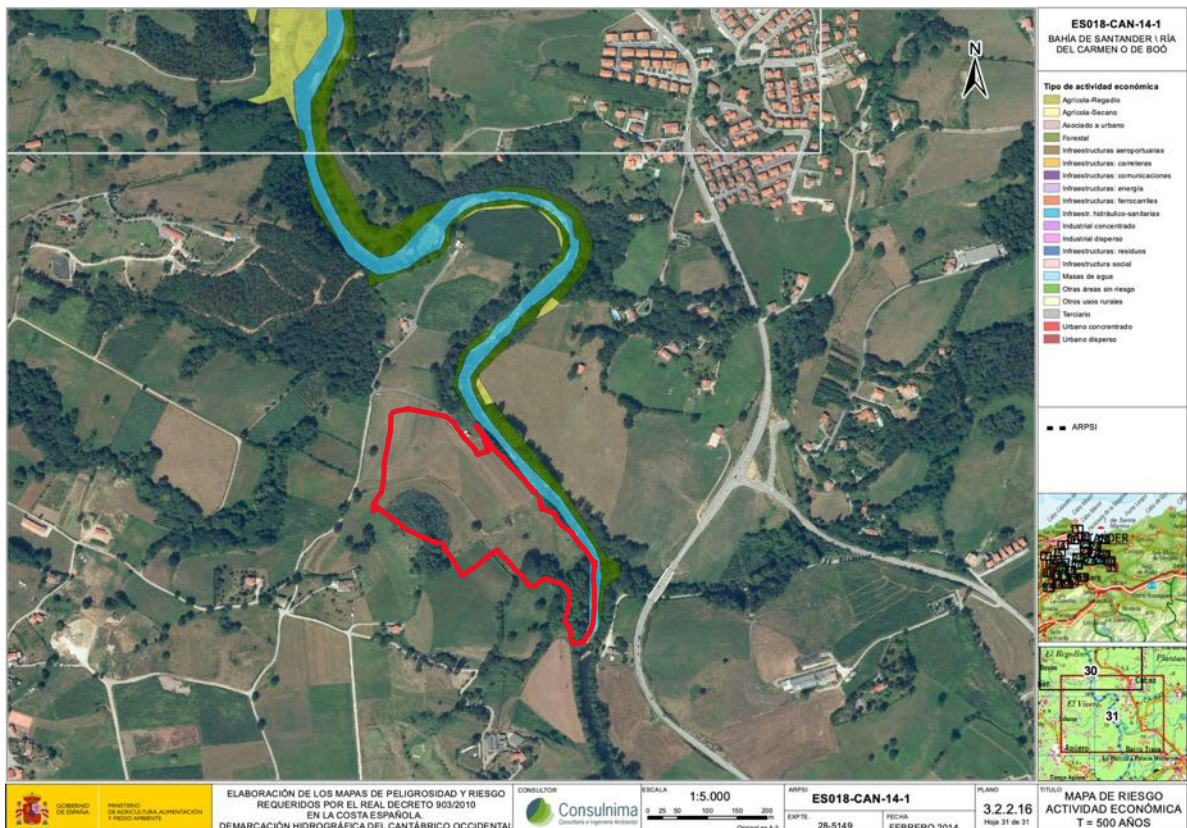 N
ES018-CAN-14-1
BAHÍA DE SANTANDER \ RÍA
DEL CARMEN O DE BOÓ
Tipo de actividad económica
Agrícola-Regadío
Agrícola-Secano
Asociado a urbano
Forestal
Infraestructuras aeroportuarias
Infraestructuras: carreteras
Infraestructuras: comunicaciones
Infraestructuras: energía
Infraestructuras: ferrocarriles
Infraestr. hidráulico-sanitarias
Industrial concentrado
Industrial disperso
Infraestructuras: residuos
Infraestructura social
Masas de agua
Otras áreas sin riesgo
Otros usos rurales
Terciario
Urbano concentrado
Urbano disperso
ARPSI
30
31
GOBIERNO
DE ESPAÑA
MINISTERIO
DE AGRICULTURA, ALIMENTACIÓN
Y MEDIO AMBIENTE
ELABORACIÓN DE LOS MAPAS DE PELIGROSIDAD Y RIESGO
REQUERIDOS POR EL REAL DECRETO 903/2010
EN LA COSTA ESPAÑOLA.
DEMARCACIÓN HIDROGRÁFICA DEL CANTÁBRICO OCCIDENTAL
CONSULTOR
Consulnima
Consultoría e Ingeniería Ambiental
ESCALA
1:5.000
0 25 50 100 150 200
m
Original en A-3
ARPSI
ES018-CAN-14-1
EXPTE.
28-5149
FECHA
FEBRERO 2014
PLANO
3.2.2.16
Hoja 31 de 31
TÍTULO
MAPA DE RIESGO
ACTIVIDAD ECONÓMICA
T = 500 AÑOS